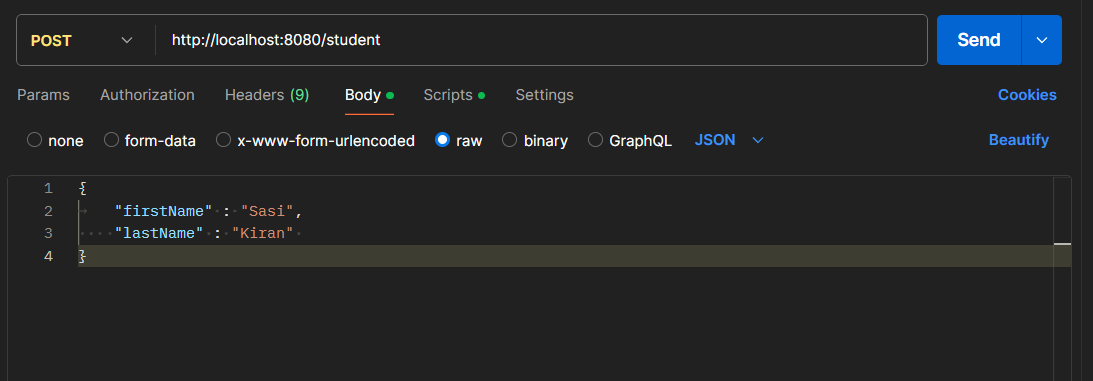 POST http://localhost:8080/student Send
Params Authorization Headers (9) Body Scripts Settings Cookies
none form-data x-www-form-urlencoded raw binary GraphQL JSON Beautify
1 {
2 "firstName" : "Sasi",
3 "lastName" : "Kiran"
4 }